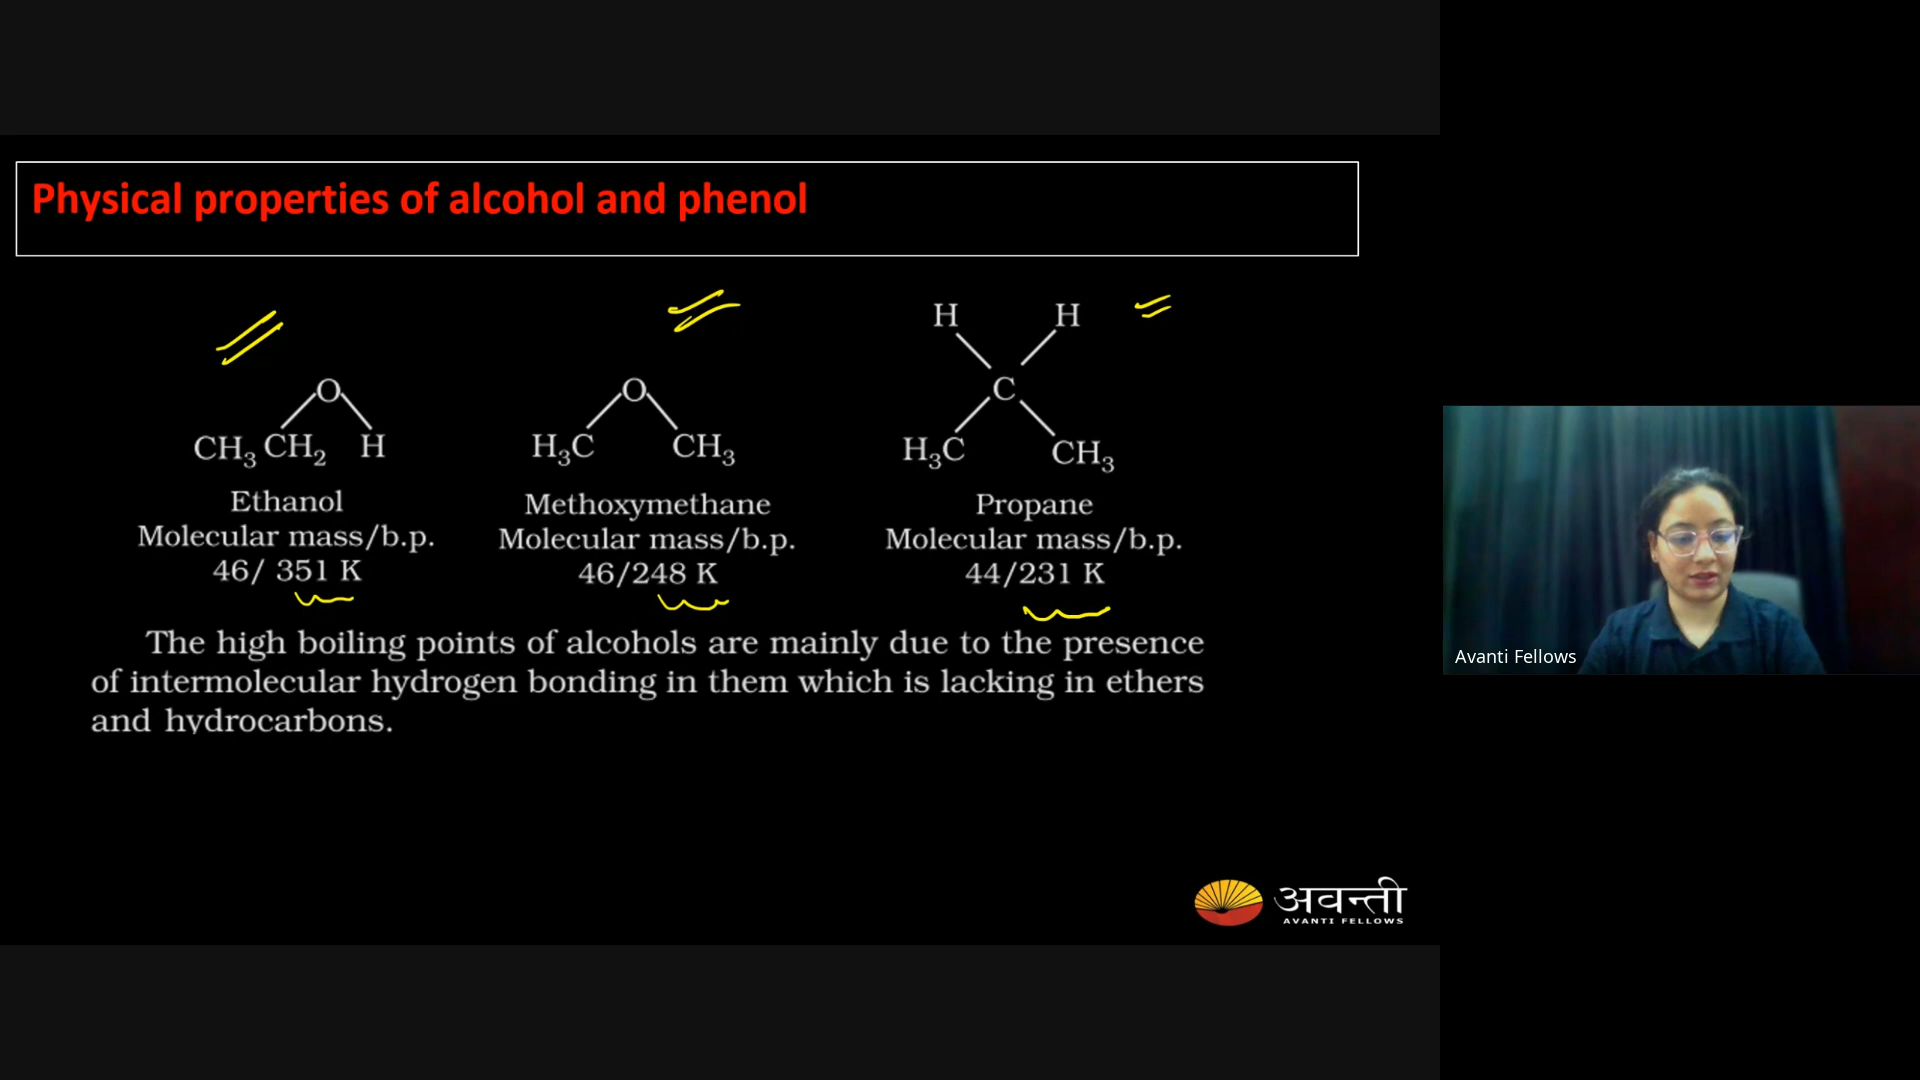 Physical properties of alcohol and phenol
H H
O O C
CH₃ CH₂ H H₃C CH₃ H₃C CH₃
Ethanol Methoxymethane Propane
Molecular mass/b.p. Molecular mass/b.p. Molecular mass/b.p.
46/ 351 K 46/248 K 44/231 K
The high boiling points of alcohols are mainly due to the presence
of intermolecular hydrogen bonding in them which is lacking in ethers
and hydrocarbons.
Avanti Fellows
अवन्ती
AVANTI FELLOWS